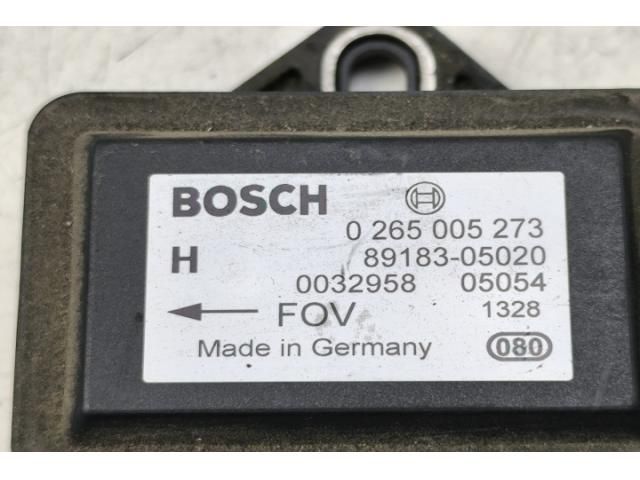 BOSCH
0 265 005 273
H 89183-05020
0032958 05054
FOV 1328
Made in Germany 080